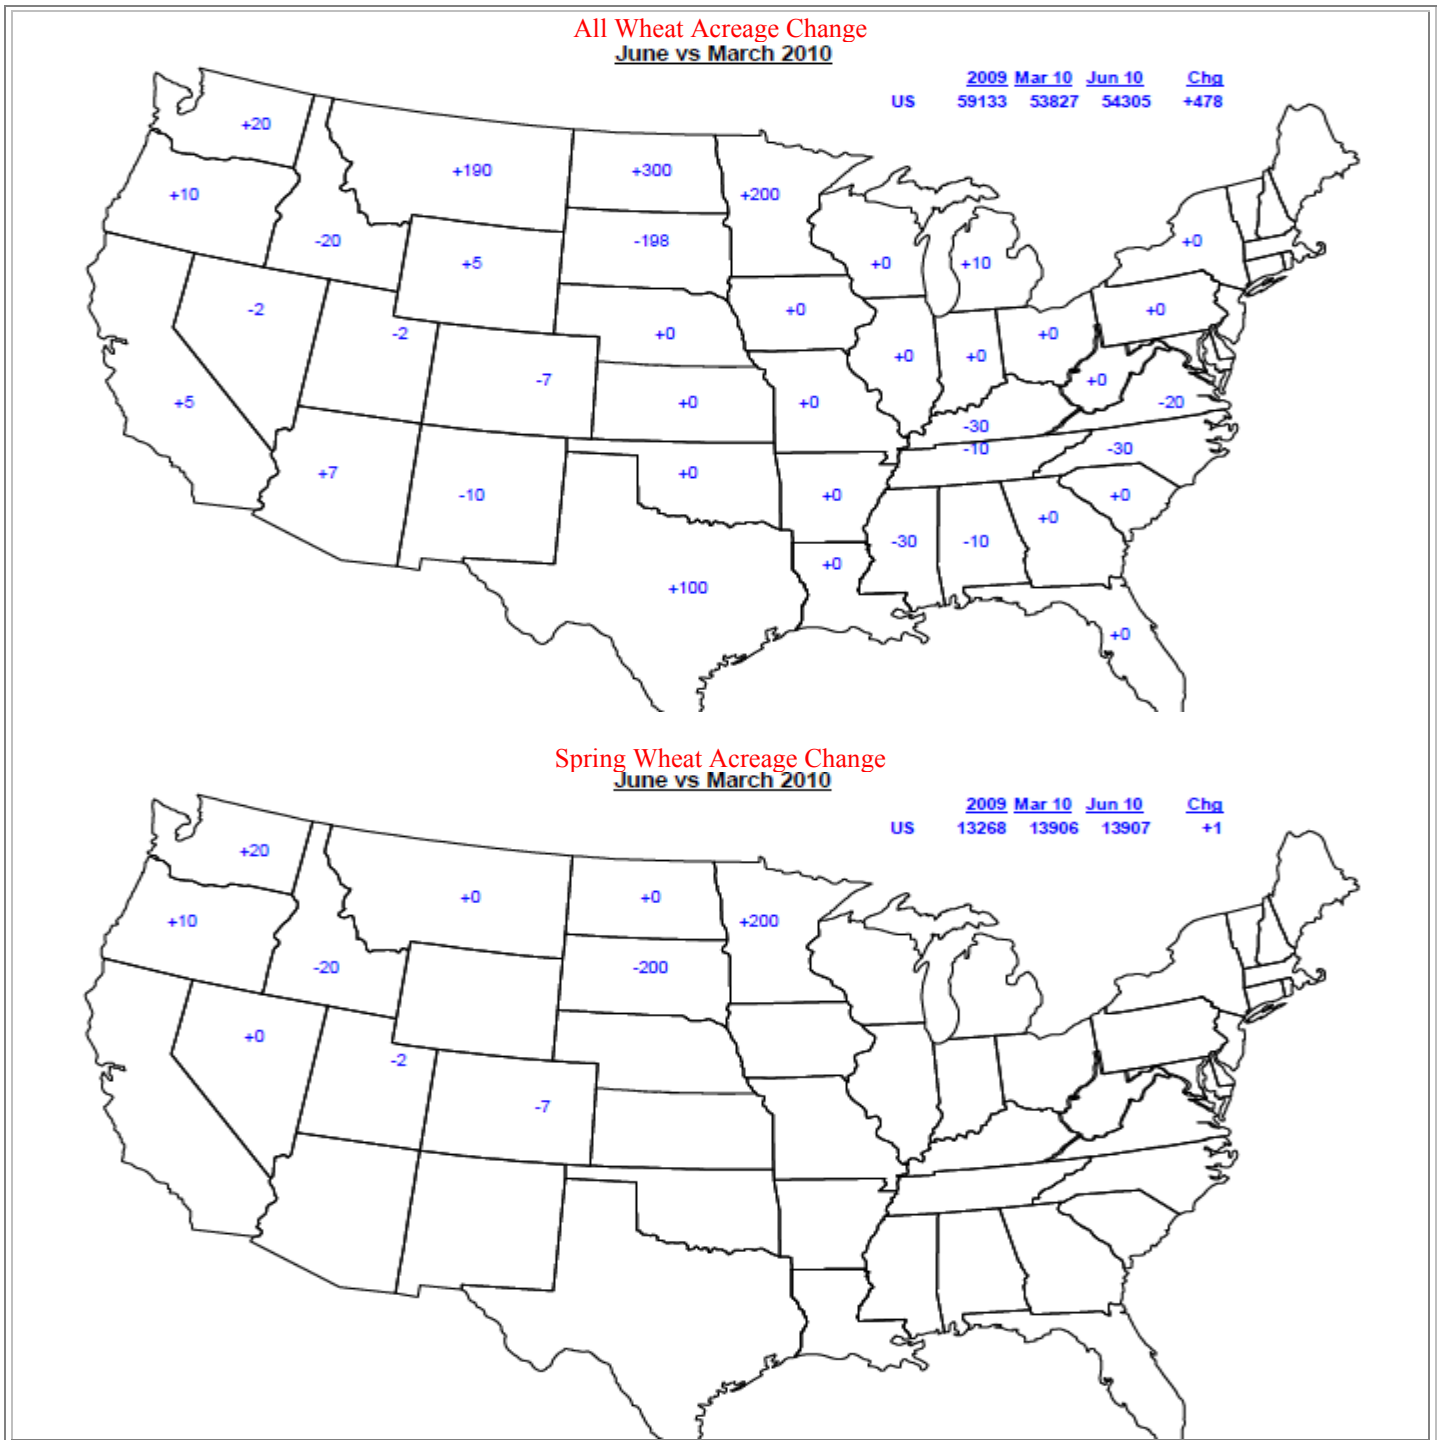 All Wheat Acreage Change
June vs March 2010
2009 Mar 10 Jun 10 Chg
US 59133 53827 54305 +478
+20
+190 +300
+10 +200
-20 -198 +0
+5 +0 +10
-2 +0 +0
-2 +0 +0
+0 +0
-7 +0
+5 +0 +0 -20
-30
-10 -30
+7 +0
-10 +0 +0
+0
-30 -10
+0
+100
+0
Spring Wheat Acreage Change
June vs March 2010
2009 Mar 10 Jun 10 Chg
US 13268 13906 13907 +1
+20
+0 +0
+10 +200
-20 -200
+0
-2
-7